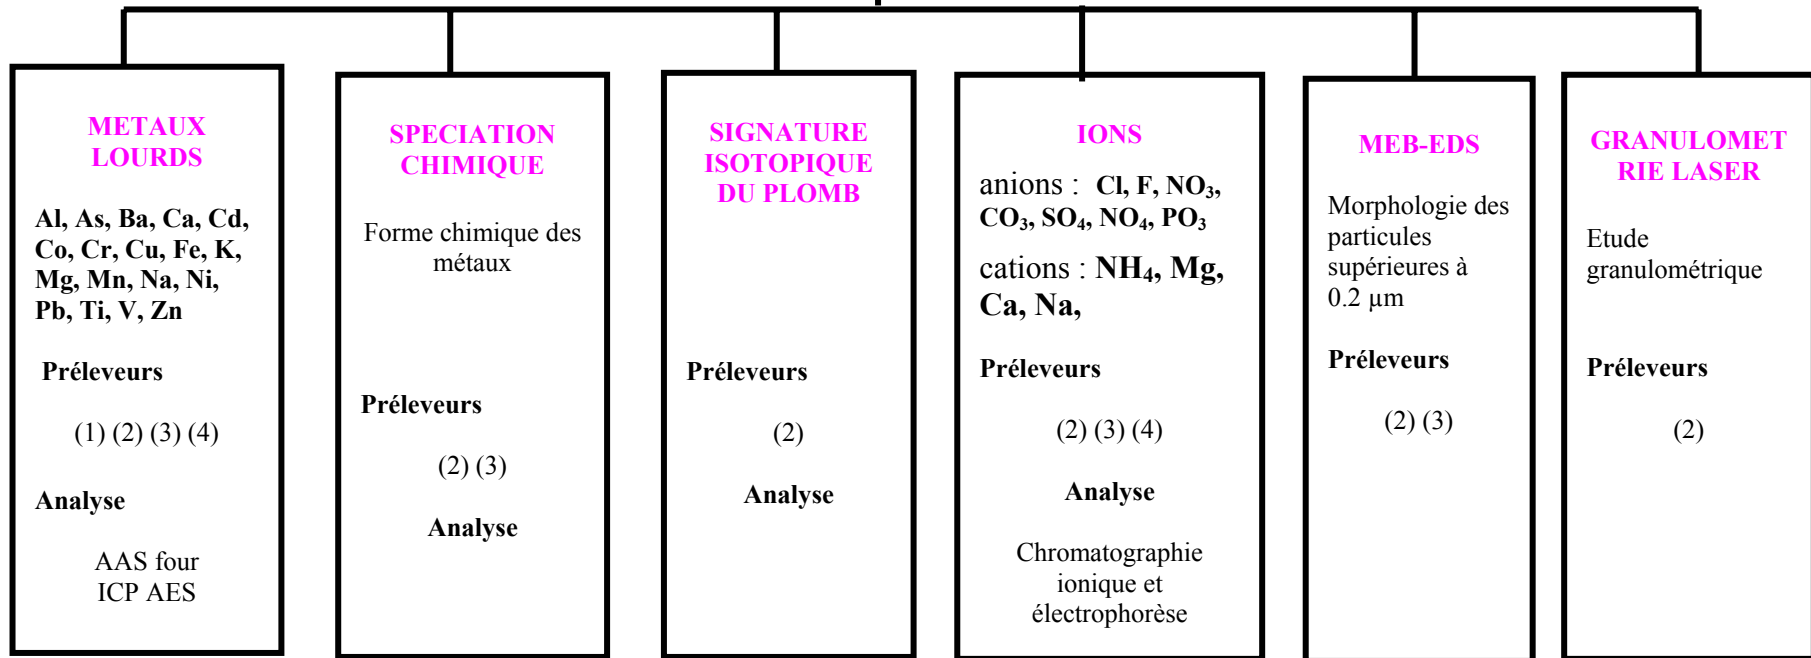 METAUX
LOURDS
Al, As, Ba, Ca, Cd,
Co, Cr, Cu, Fe, K,
Mg, Mn, Na, Ni,
Pb, Ti, V, Zn
Préleveurs
(1) (2) (3) (4)
Analyse
AAS four
ICP AES
SPECIATION
CHIMIQUE
Forme chimique des
métaux
Préleveurs
(2) (3)
Analyse
SIGNATURE
ISOTOPIQUE
DU PLOMB
Préleveurs
(2)
Analyse
IONS
anions : Cl, F, NO₃,
CO₃, SO₄, NO₄, PO₃
cations : NH₄, Mg,
Ca, Na,
Préleveurs
(2) (3) (4)
Analyse
Chromatographie
ionique et
électrophorèse
MEB-EDS
Morphologie des
particules
supérieures à
0.2 µm
Préleveurs
(2) (3)
GRANULOMET
RIE LASER
Etude
granulométrique
Préleveurs
(2)